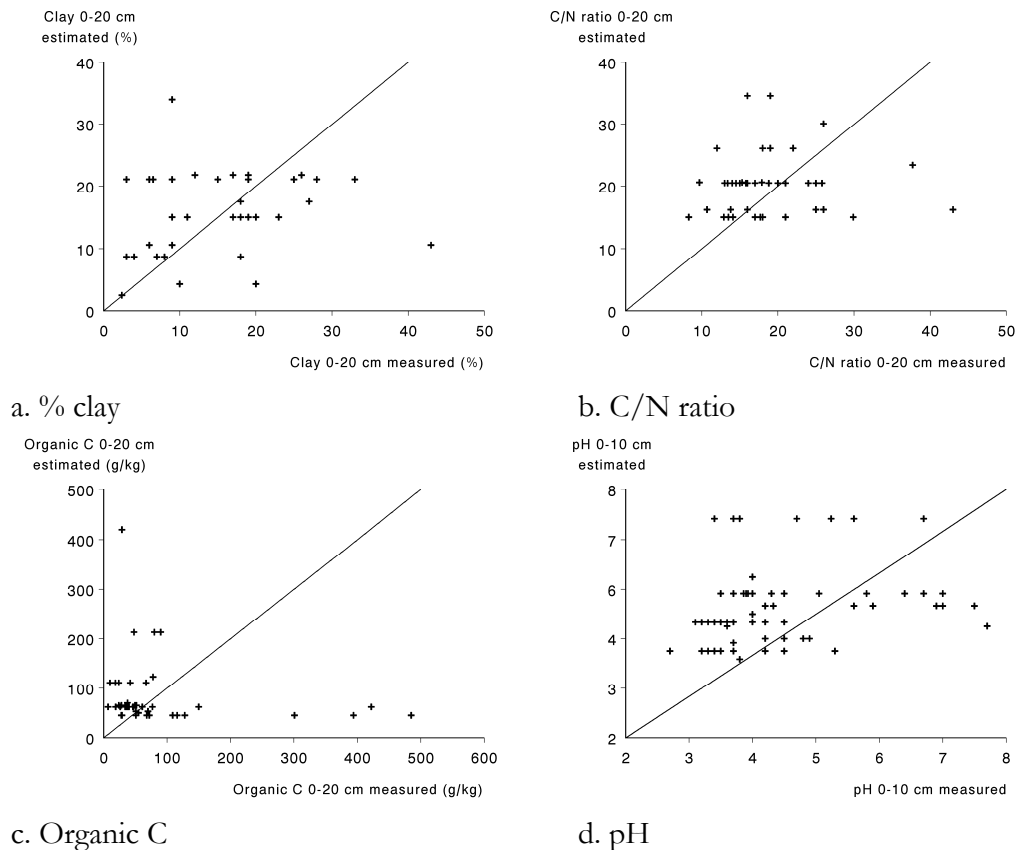 Clay 0-20 cm
estimated (%)
40
30
20
10
0
0 10 20 30 40 50
Clay 0-20 cm measured (%)
a. % clay
C/N ratio 0-20 cm
estimated
40
30
20
10
0
0 10 20 30 40 50
C/N ratio 0-20 cm measured
b. C/N ratio
Organic C 0-20 cm
estimated (g/kg)
500
400
300
200
100
0
0 100 200 300 400 500 600
Organic C 0-20 cm measured (g/kg)
c. Organic C
pH 0-10 cm
estimated
8
7
6
4
3
2
2 3 4 5 6 7 8
pH 0-10 cm measured
d. pH